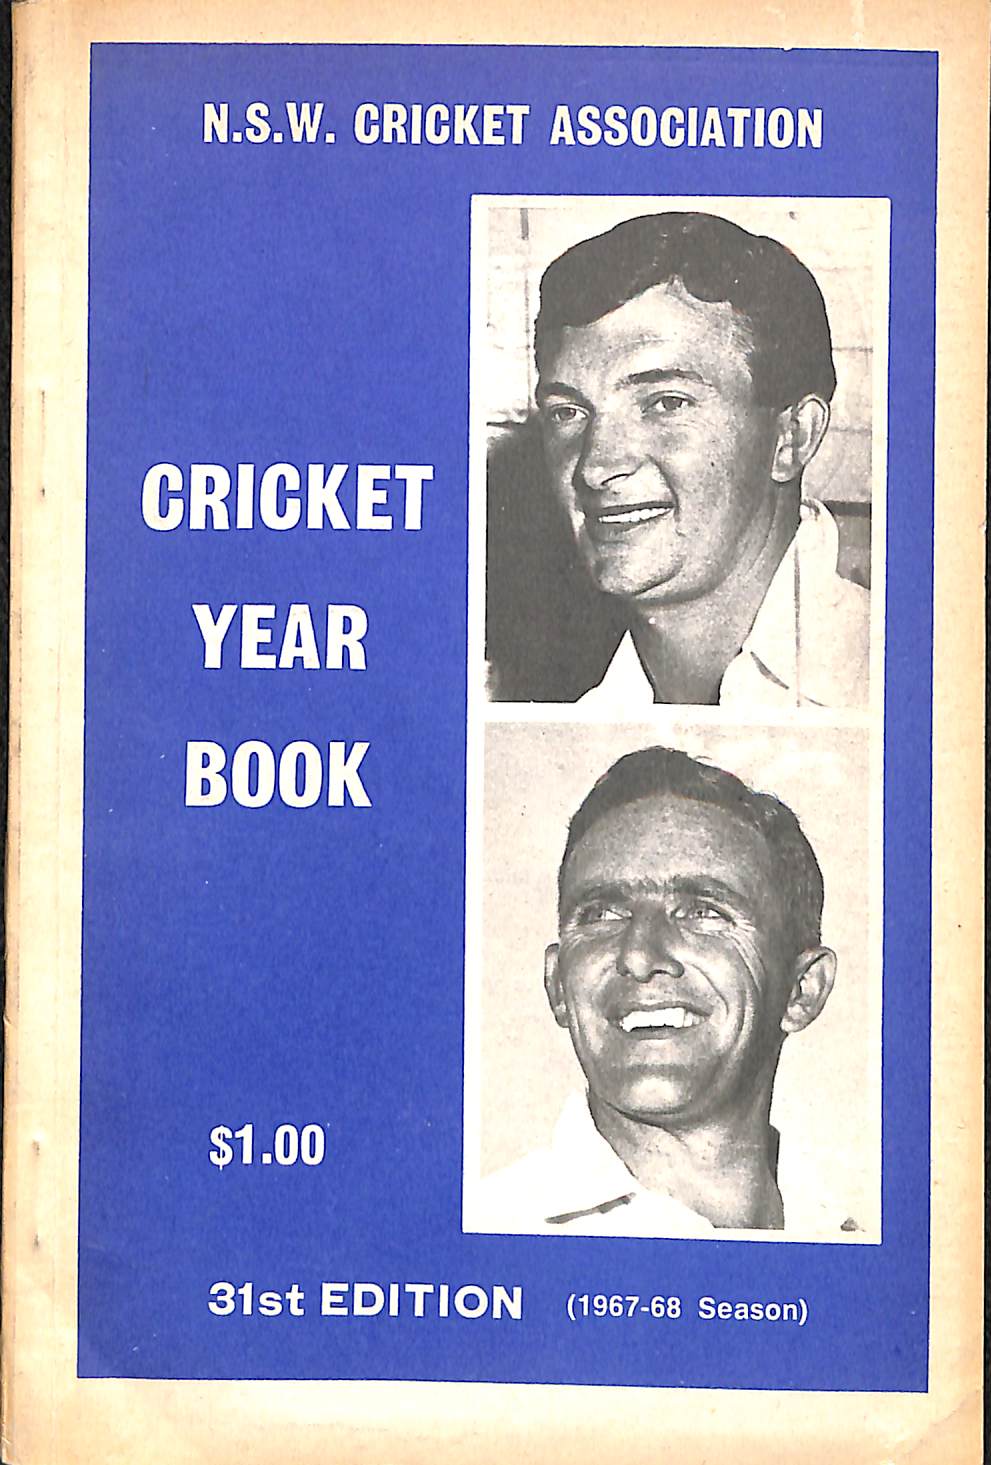 N.S.W. CRICKET ASSOCIATION
CRICKET
YEAR
BOOK
$1.00
31st EDITION (1967-68 Season)